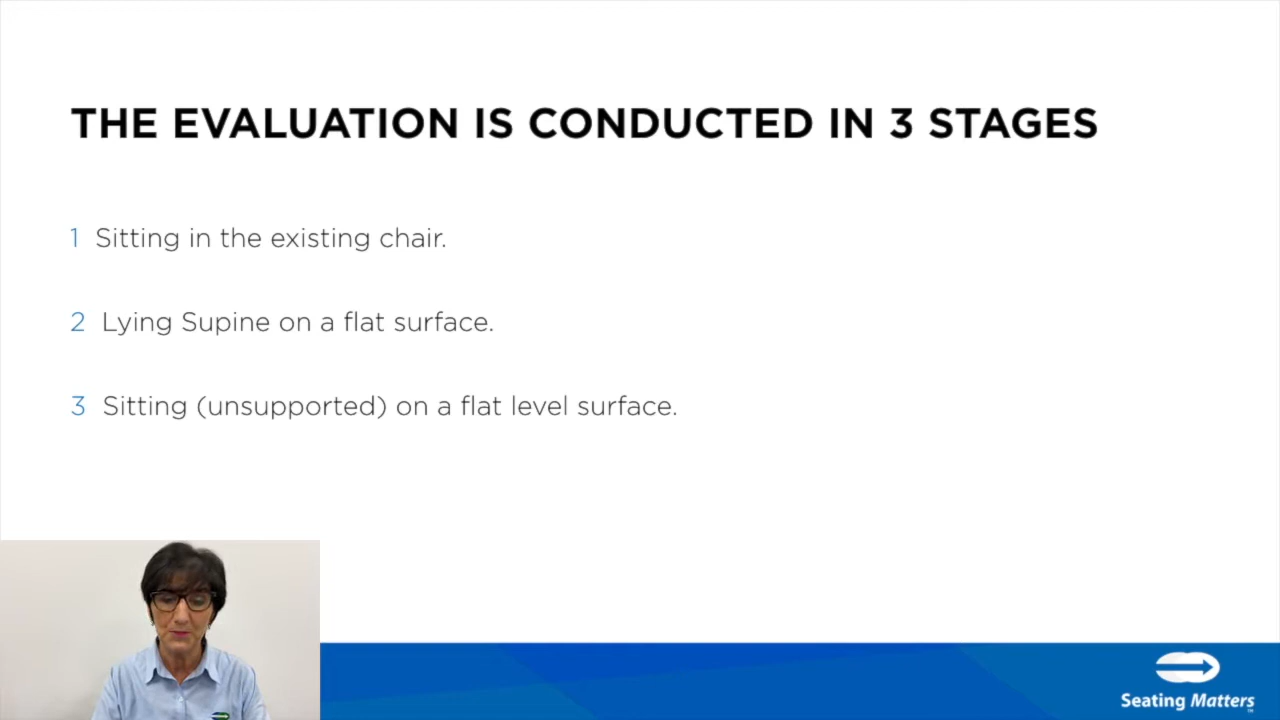 THE EVALUATION IS CONDUCTED IN 3 STAGES
1 Sitting in the existing chair.
2 Lying Supine on a flat surface.
3 Sitting (unsupported) on a flat level surface.
Seating Matters
TM